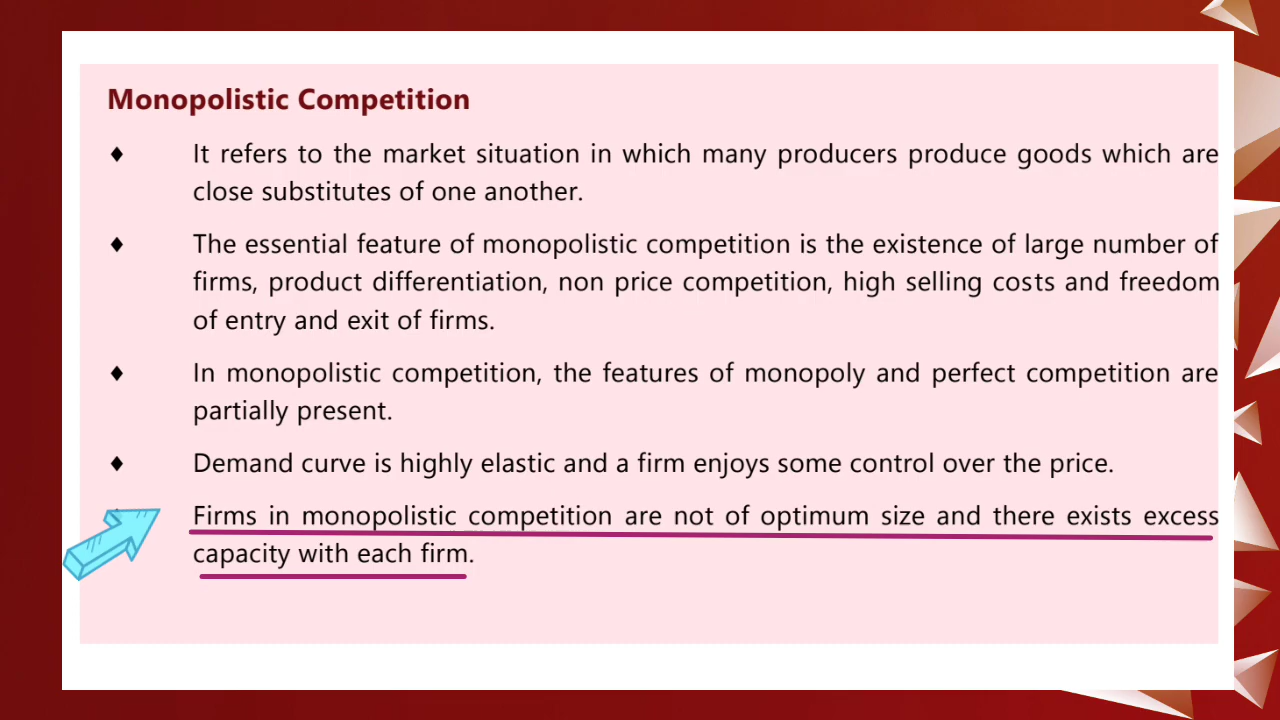 Monopolistic Competition
♦ It refers to the market situation in which many producers produce goods which are
close substitutes of one another.
♦ The essential feature of monopolistic competition is the existence of large number of
firms, product differentiation, non price competition, high selling costs and freedom
of entry and exit of firms.
♦ In monopolistic competition, the features of monopoly and perfect competition are
partially present.
♦ Demand curve is highly elastic and a firm enjoys some control over the price.
Firms in monopolistic competition are not of optimum size and there exists excess
capacity with each firm.